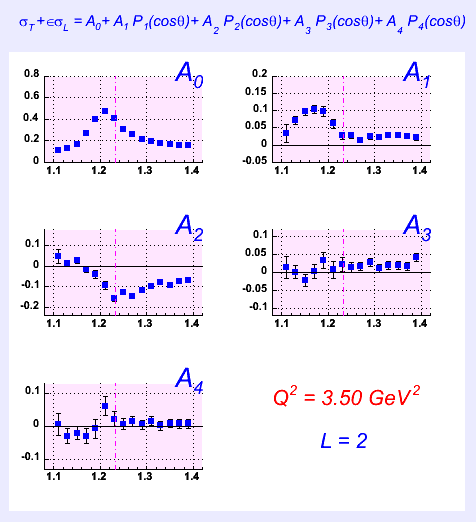 σT+εσL = A0+ A1 P1(cosθ)+ A2 P2(cosθ)+ A3 P3(cosθ)+ A4 P4(cosθ)
A0
0.8
0.6
0.4
0.2
0
1.1 1.2 1.3 1.4
A1
0.2
0.15
0.1
0.05
0
-0.05
1.1 1.2 1.3 1.4
A2
0.1
0
-0.1
-0.2
1.1 1.2 1.3 1.4
A3
0.1
0.05
0
-0.05
-0.1
1.1 1.2 1.3 1.4
A4
0.1
0
-0.1
1.1 1.2 1.3 1.4
Q² = 3.50 GeV²
L = 2